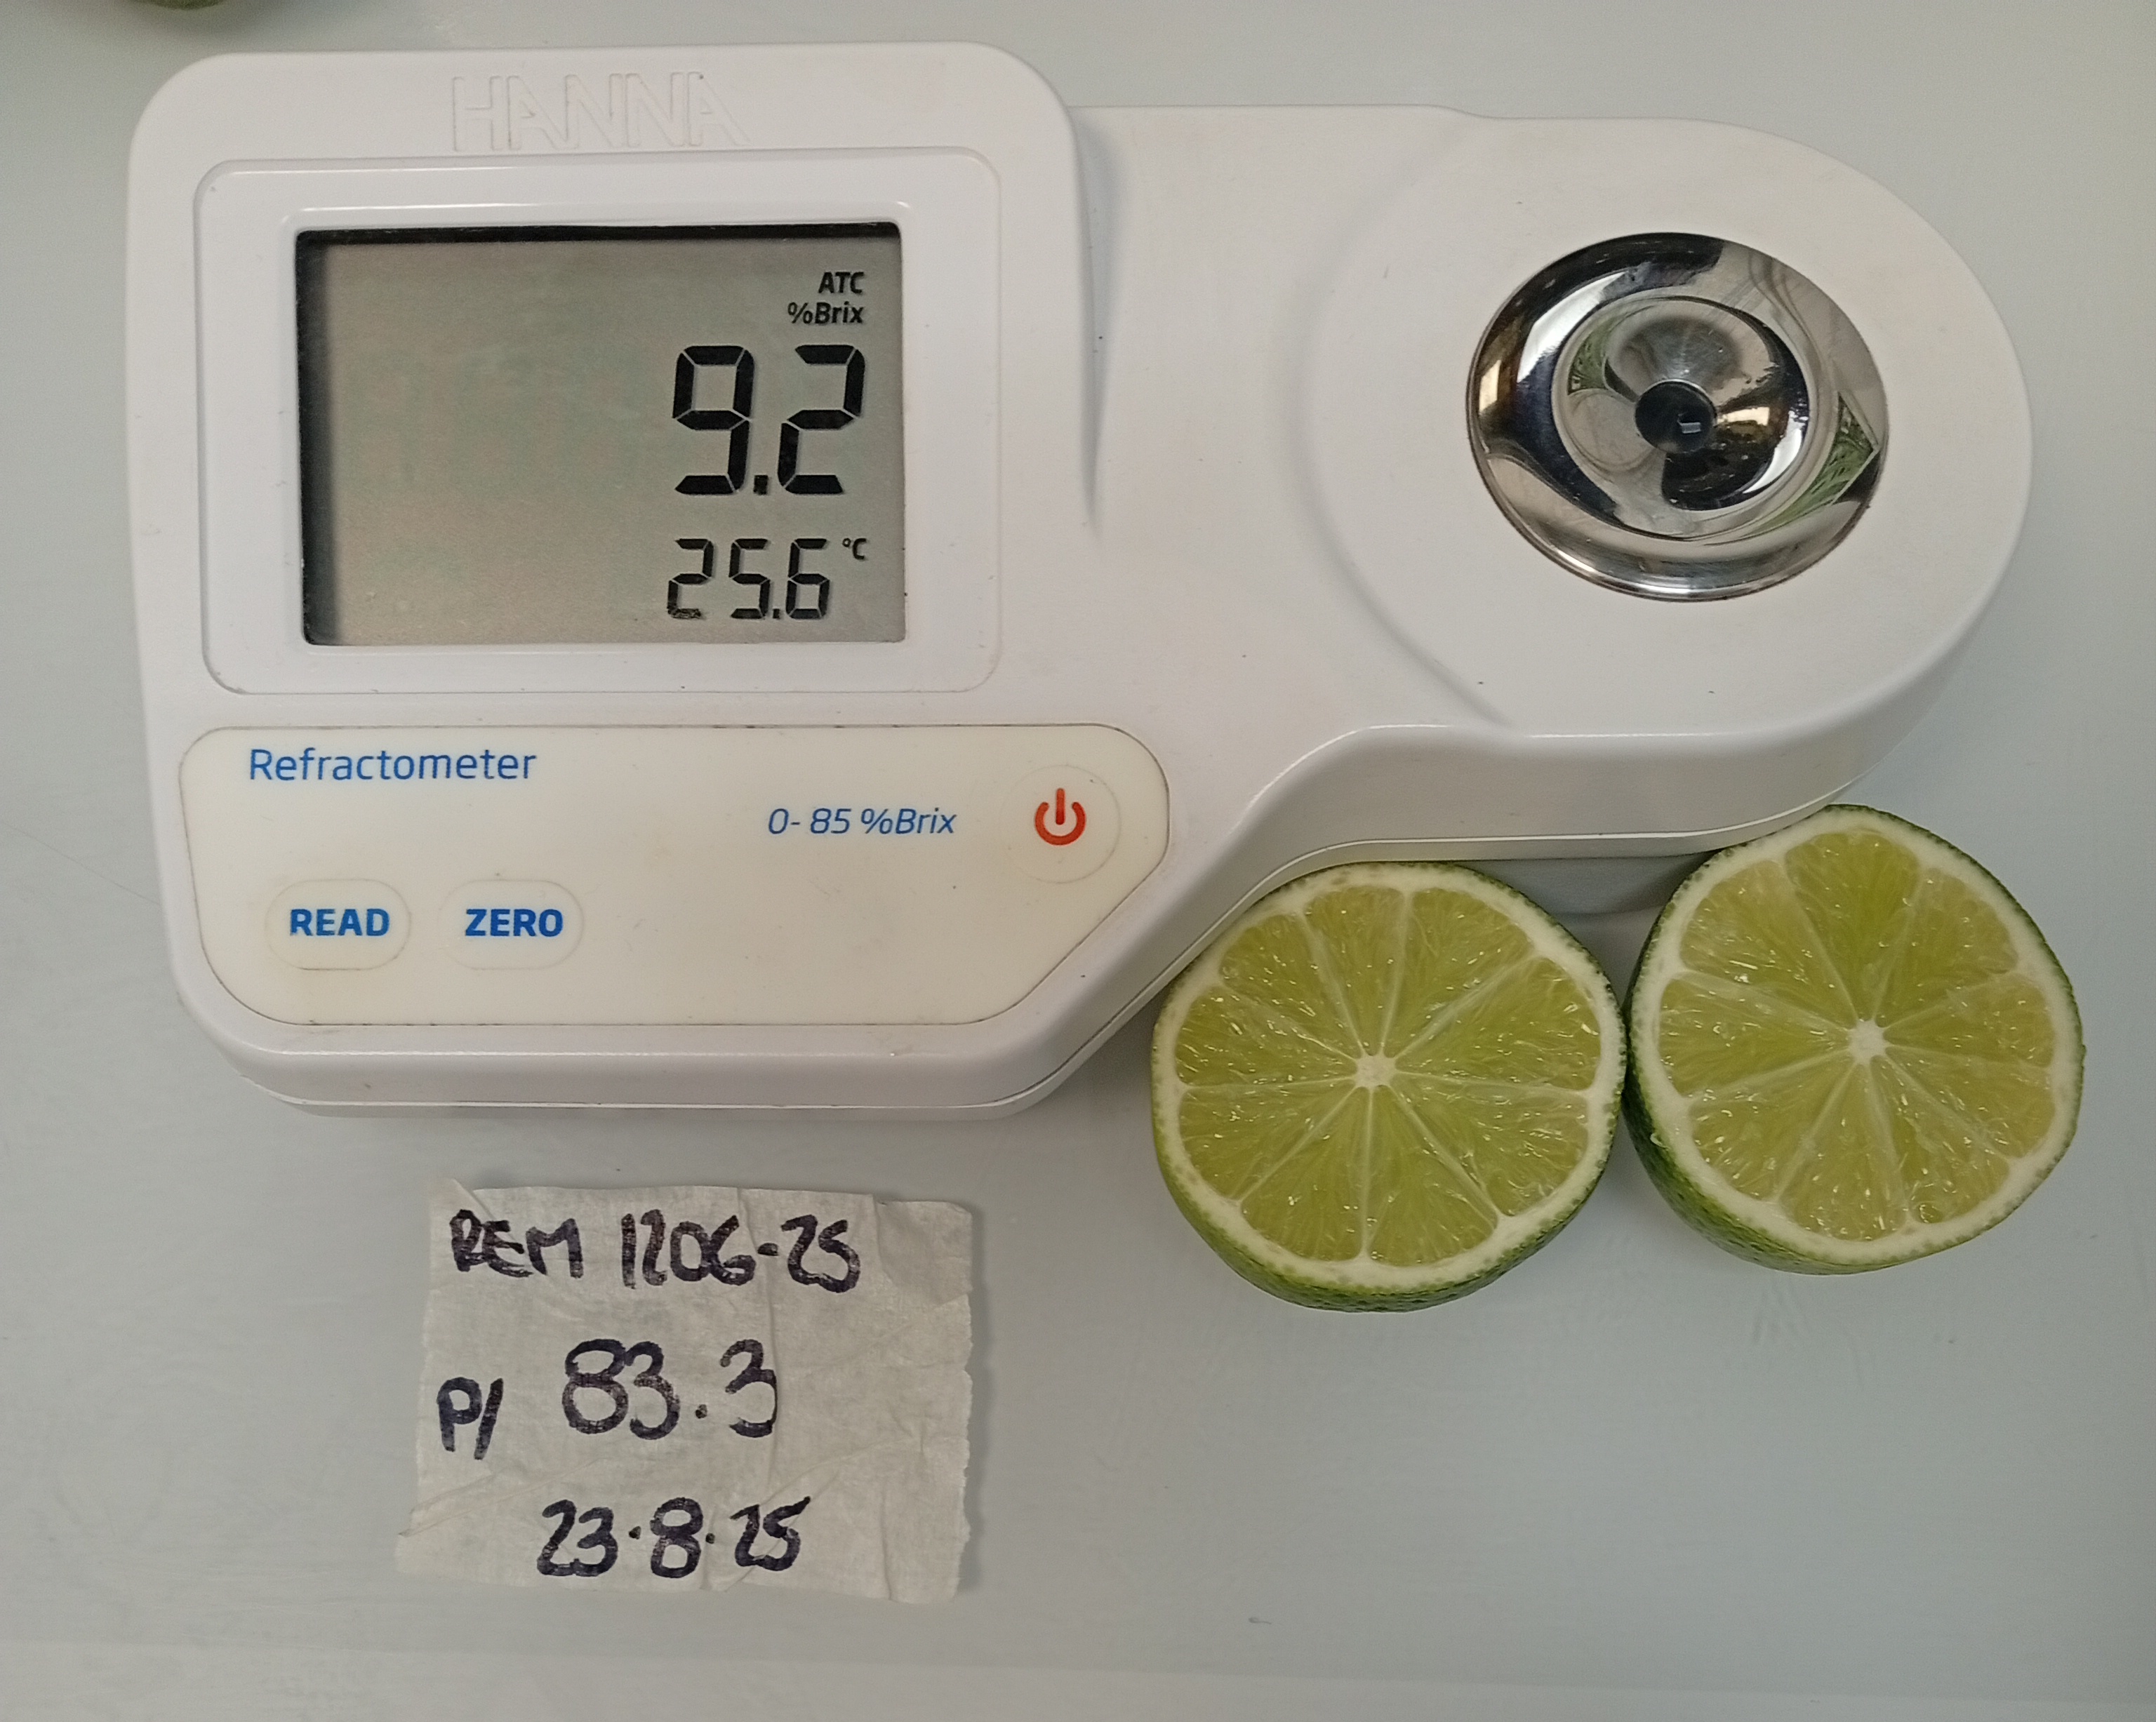 HANNA
ATC
%Brix
9.2
25.6 °C
Refractometer
0-85 %Brix
READ ZERO
REM 1206-25
P/ 83.3
23.8.25